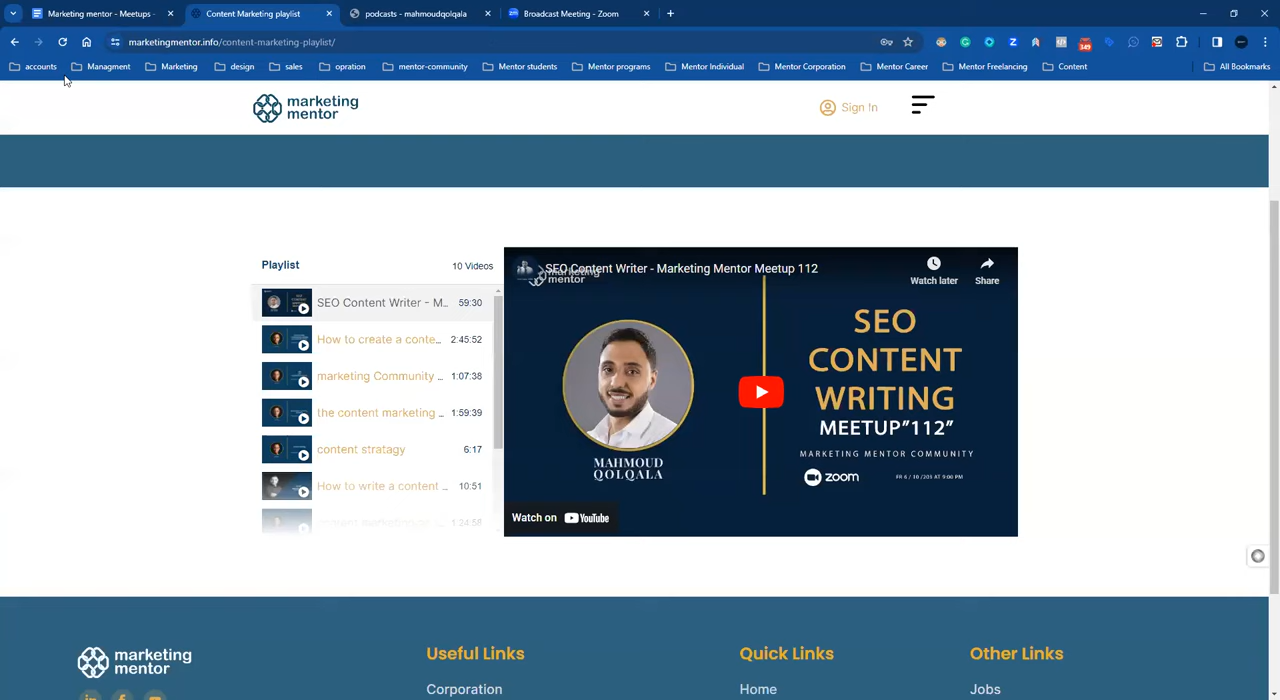 Marketing mentor - Meetups -
Content Marketing playlist
podcasts - mahmoudqolqala
Broadcast Meeting - Zoom
marketingmentor.info/content-marketing-playlist/
349
accounts
Managment
Marketing
design
sales
opration
mentor-community
Mentor students
Mentor programs
Mentor Individual
Mentor Corporation
Mentor Career
Mentor Freelancing
Content
All Bookmarks
marketing
mentor
Sign In
Playlist
10 Videos
SEO Content Writer - M... 59:30
How to create a conte... 2:45:52
marketing Community ... 1:07:38
the content marketing ... 1:59:39
content stratagy 6:17
How to write a content ... 10:51
1:24:58
SEO Content Writer - Marketing Mentor Meetup 112
marketing
mentor
Watch later
Share
SEO
CONTENT
WRITING
MEETUP"112"
MARKETING MENTOR COMMUNITY
zoom
MAHMOUD
QOLQALA
Watch on YouTube
marketing
mentor
Useful Links
Corporation
Quick Links
Home
Other Links
Jobs